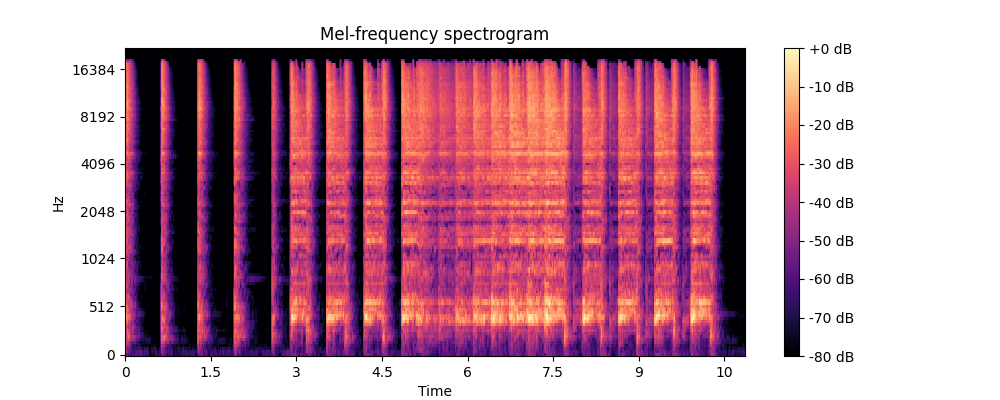 Mel-frequency spectrogram
Hz
16384
8192
4096
2048
1024
512
0
0 1.5 3 4.5 6 7.5 9 10
Time
+0 dB
-10 dB
-20 dB
-30 dB
-40 dB
-50 dB
-60 dB
-70 dB
-80 dB